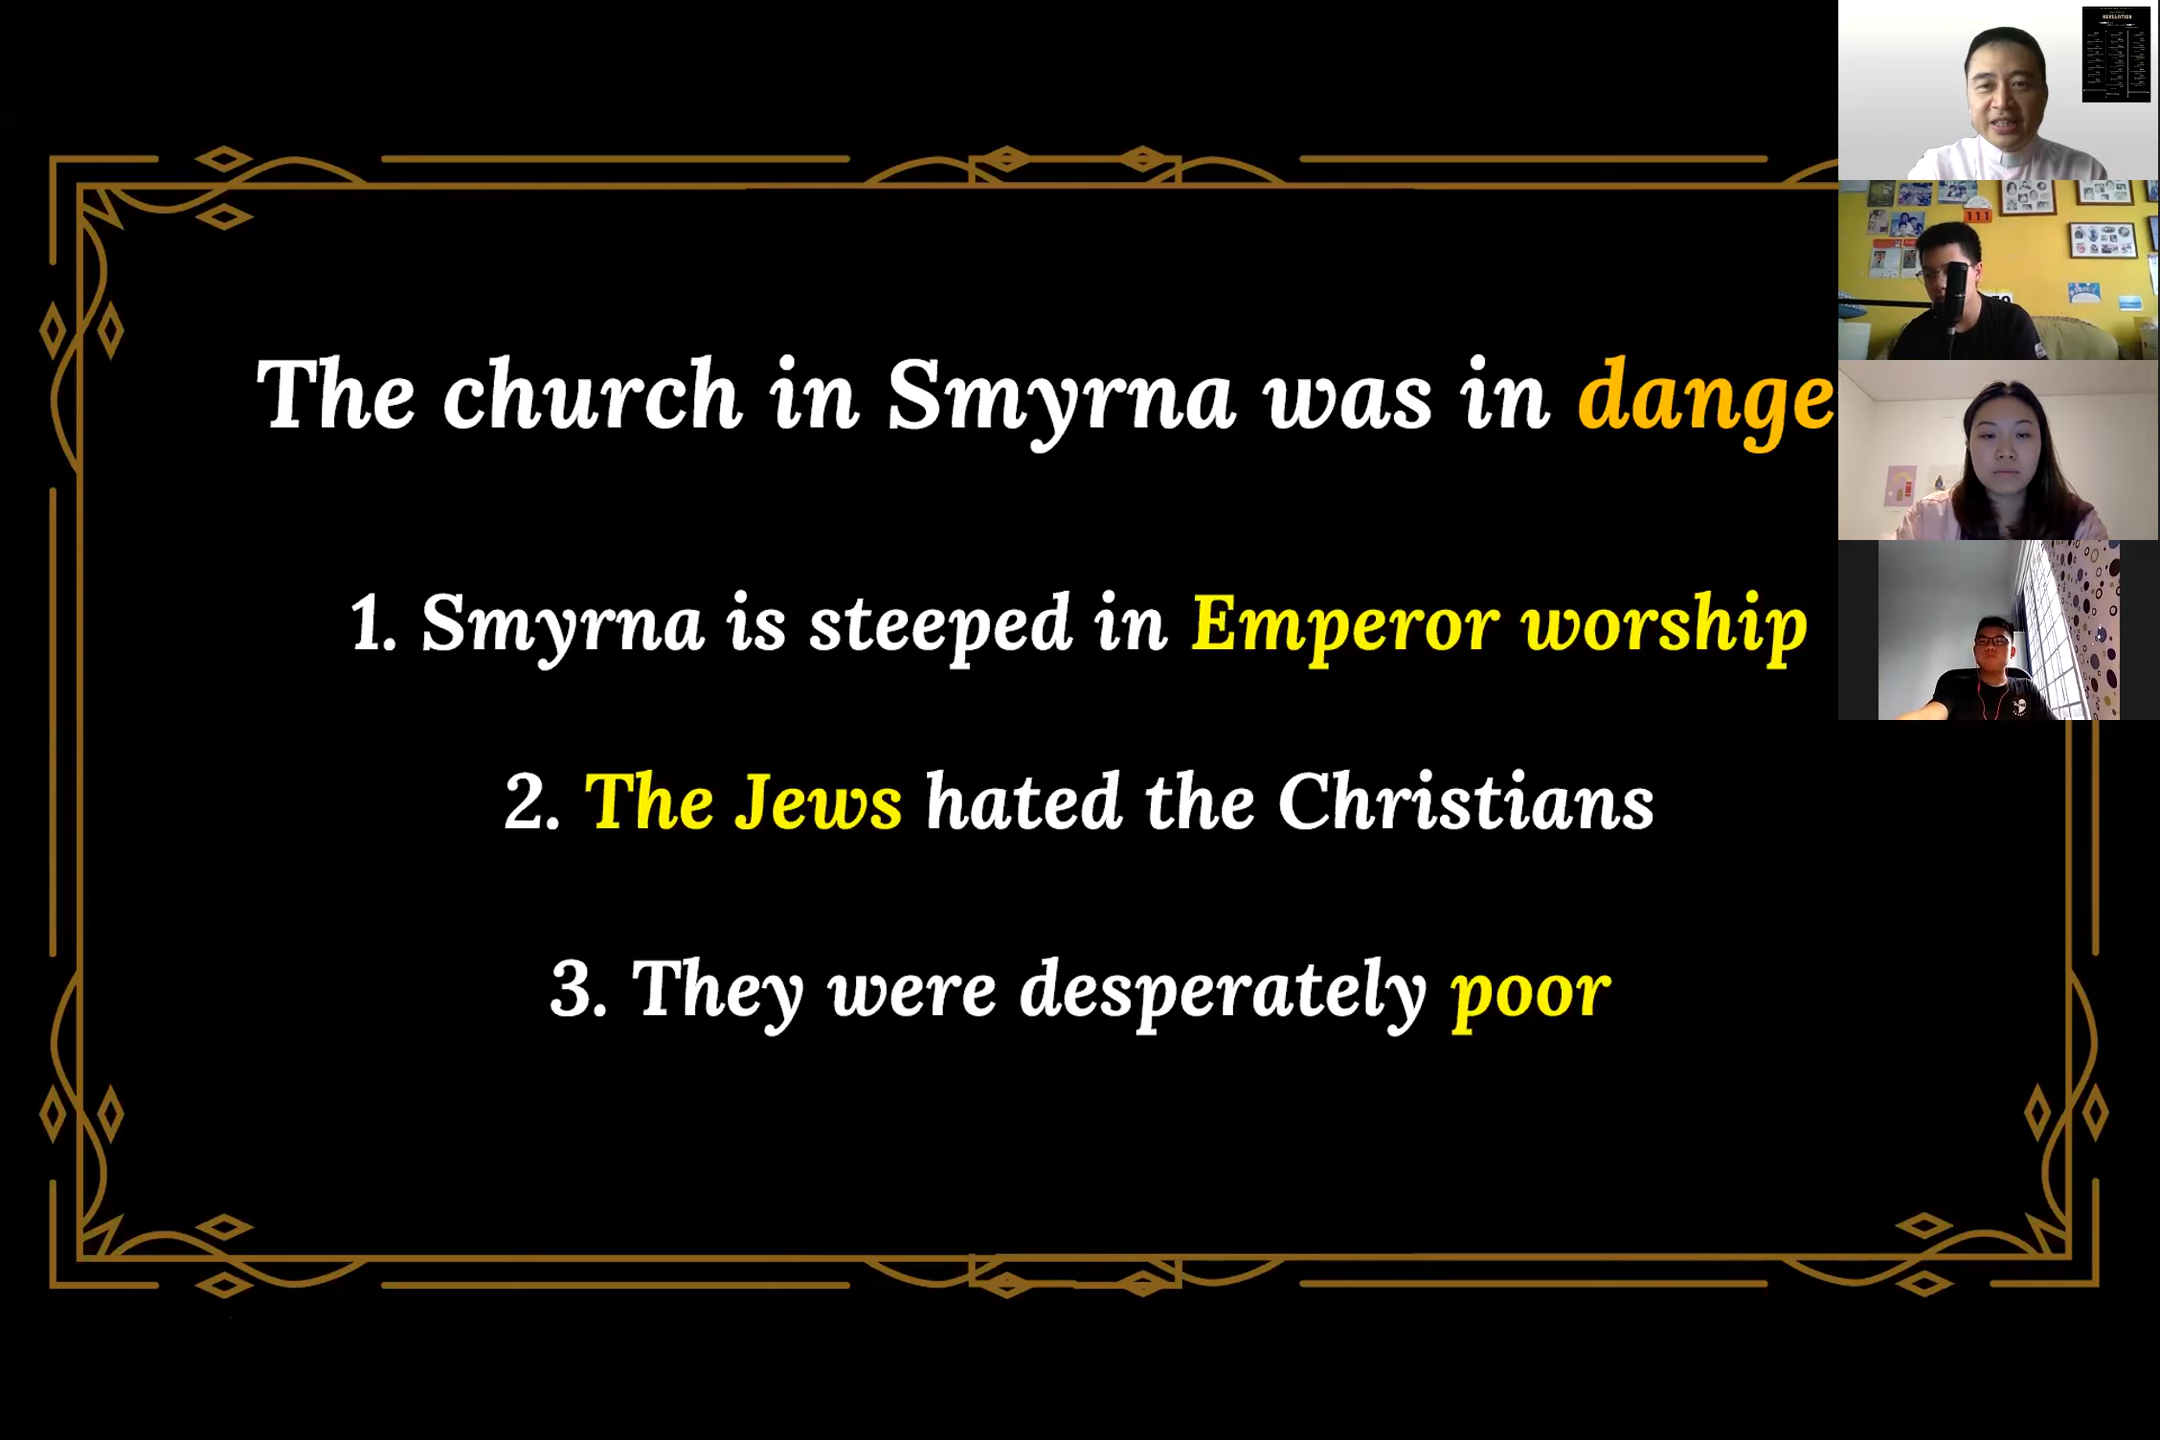 The church in Smyrna was in dange
1. Smyrna is steeped in Emperor worship
2. The Jews hated the Christians
3. They were desperately poor
111